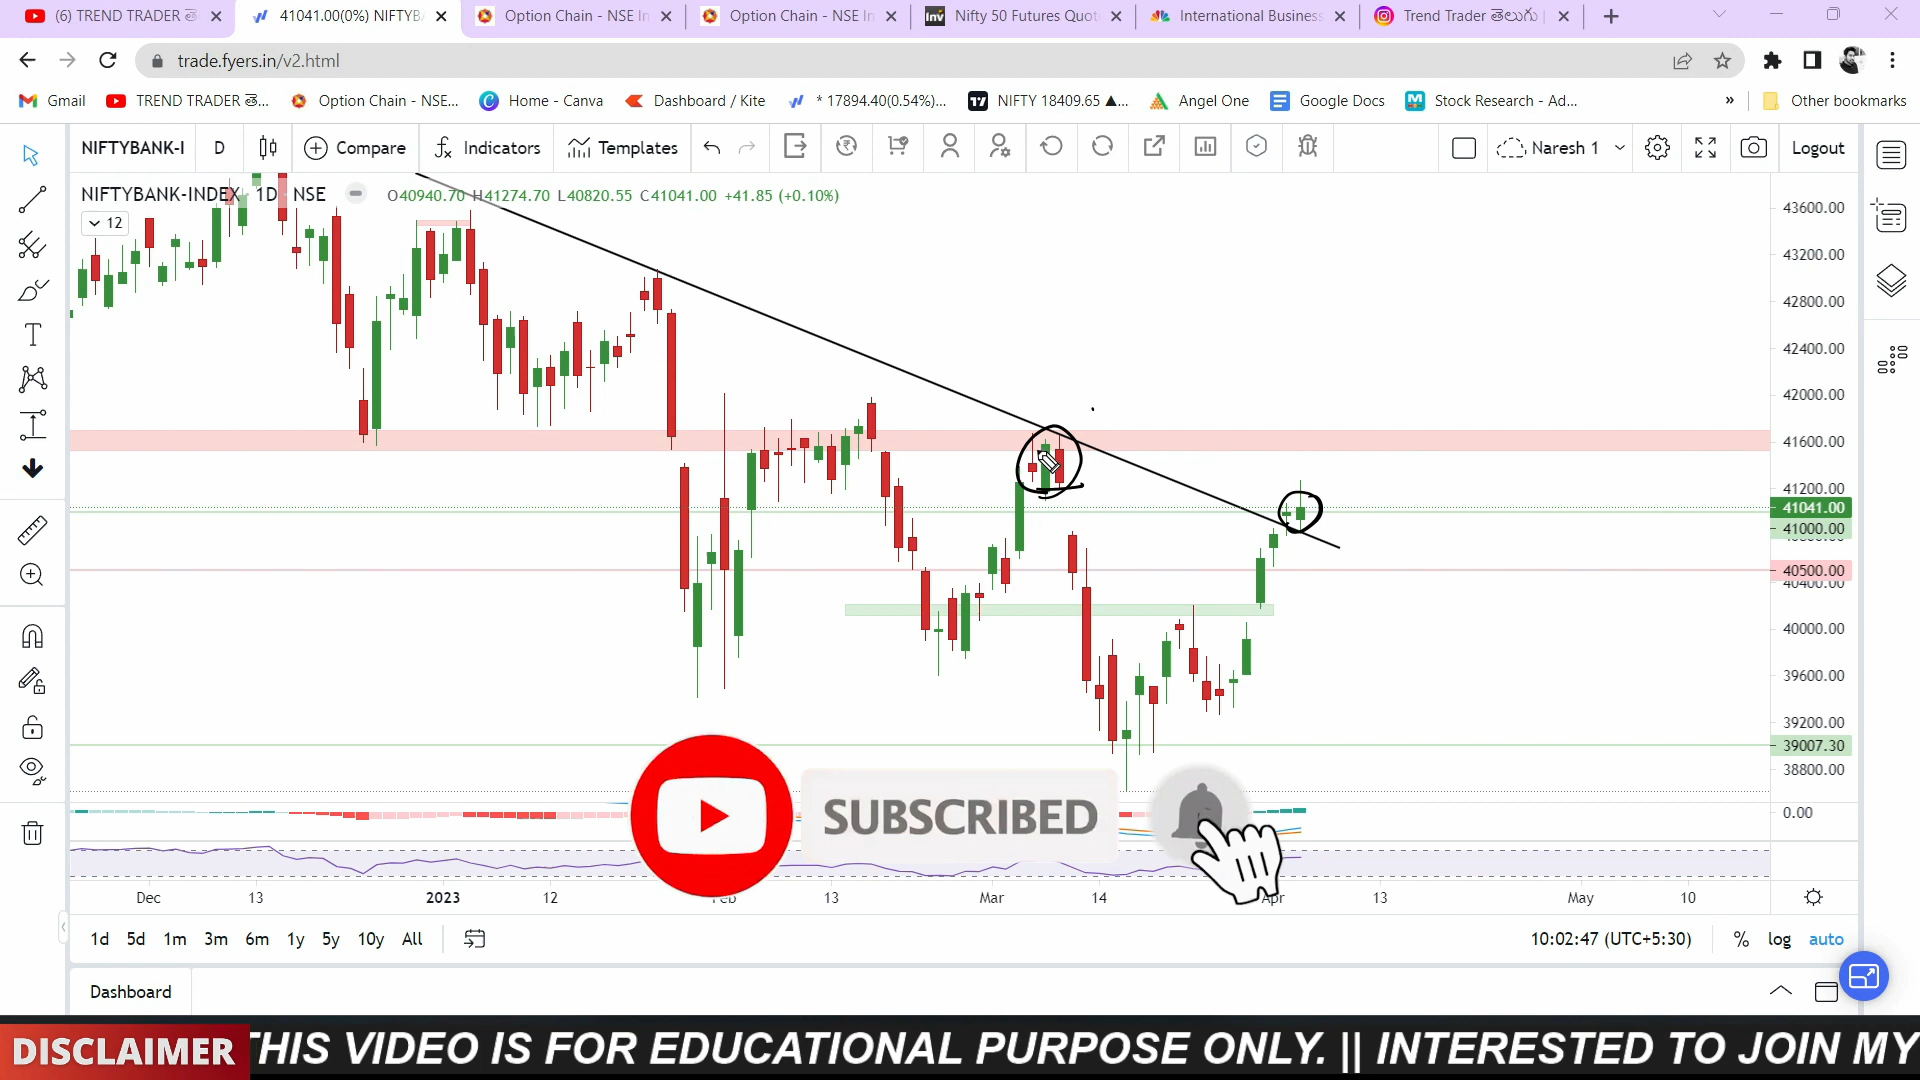 (6) TREND TRADER తె
41041.00(0%) NIFTYB
Option Chain - NSE In
Option Chain - NSE In
Nifty 50 Futures Quot
International Business
Trend Trader తెలుగు |
trade.fyers.in/v2.html
Gmail
TREND TRADER తె...
Option Chain - NSE...
Home - Canva
Dashboard / Kite
* 17894.40(0.54%)...
NIFTY 18409.65 ▲...
Angel One
Google Docs
Stock Research - Ad...
»
Other bookmarks
NIFTYBANK-I
D
Compare
Indicators
Templates
Naresh 1
Logout
NIFTYBANK-INDEX 1D NSE
O40940.70 H41274.70 L40820.55 C41041.00 +41.85 (+0.10%)
12
43600.00
43200.00
42800.00
42400.00
42000.00
41600.00
41200.00
41041.00
41000.00
40500.00
40400.00
40000.00
39600.00
39200.00
39007.30
38800.00
0.00
SUBSCRIBED
Dec
13
2023
12
Feb
13
Mar
14
Apr
13
May
10
1d 5d 1m 3m 6m 1y 5y 10y All
10:02:47 (UTC+5:30)
% log auto
Dashboard
DISCLAIMER
THIS VIDEO IS FOR EDUCATIONAL PURPOSE ONLY. || INTERESTED TO JOIN MY